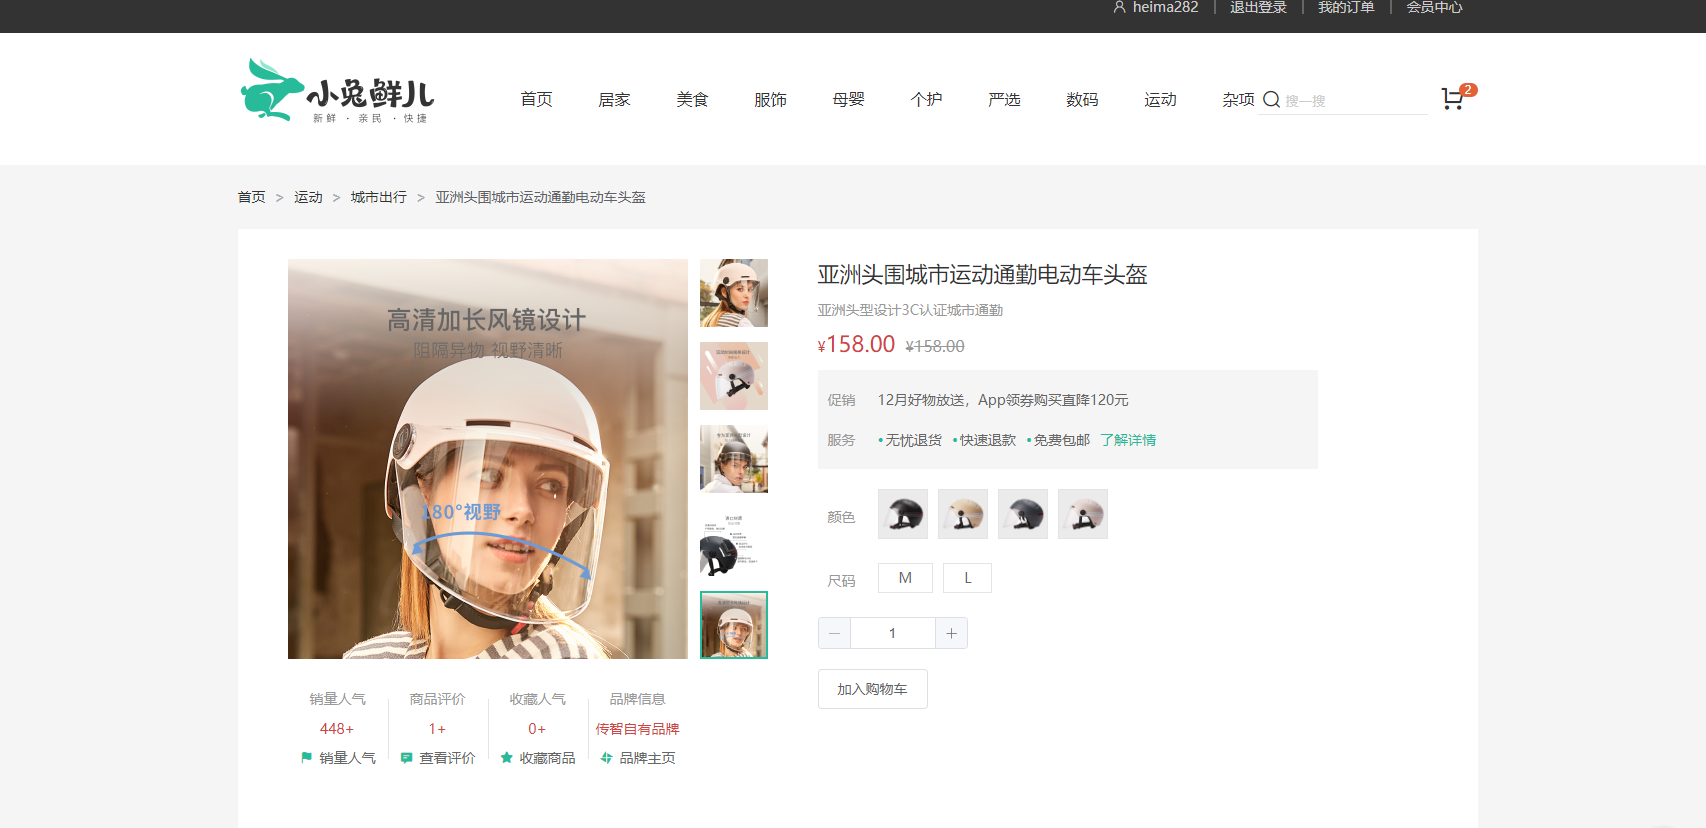 heima282 | 退出登录 | 我的订单 | 会员中心
小兔鲜儿
新鲜 · 亲民 · 快捷
首页 居家 美食 服饰 母婴 个护 严选 数码 运动 杂项 搜一搜 2
首页 > 运动 > 城市出行 > 亚洲头围城市运动通勤电动车头盔
高清加长风镜设计
阻隔异物 视野清晰
180°视野
亚洲头围城市运动通勤电动车头盔
亚洲头型设计3C认证城市通勤
¥158.00 ¥158.00
促销 12月好物放送，App领券购买直降120元
服务 •无忧退货 •快速退款 •免费包邮 了解详情
颜色
尺码 M L
1
加入购物车
销量人气 商品评价 收藏人气 品牌信息
448+ 1+ 0+ 传智自有品牌
销量人气 查看评价 收藏商品 品牌主页